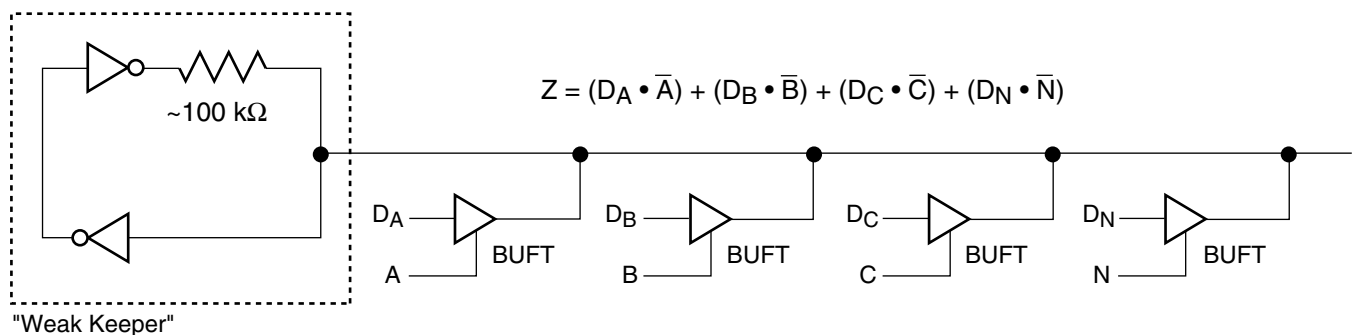 ~100 kΩ
Z = (D_A • A̅) + (D_B • B̅) + (D_C • C̅) + (D_N • N̅)
D_A
BUFT
A
D_B
BUFT
B
D_C
BUFT
C
D_N
BUFT
N
"Weak Keeper"